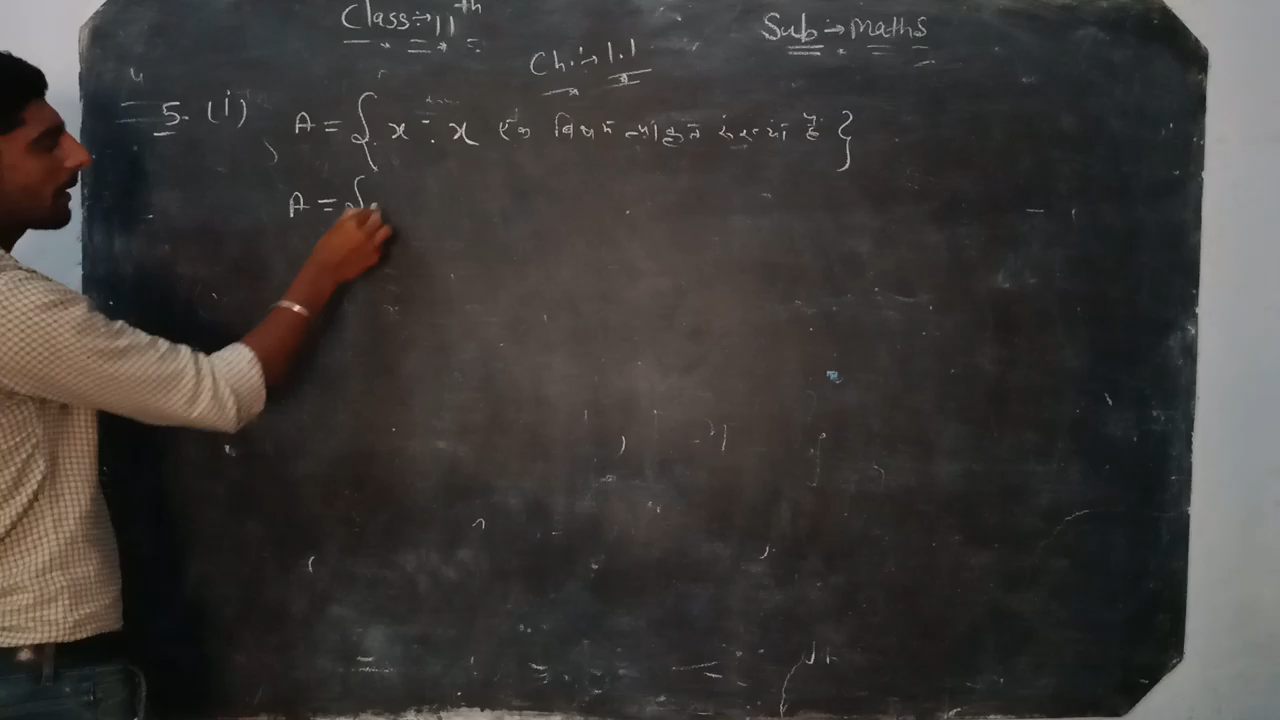 Class:-11th
Sub:-Maths
Ch.:-1.1
5. (i) A = { x : x एक विषम प्राकृत संख्या है }
A = {